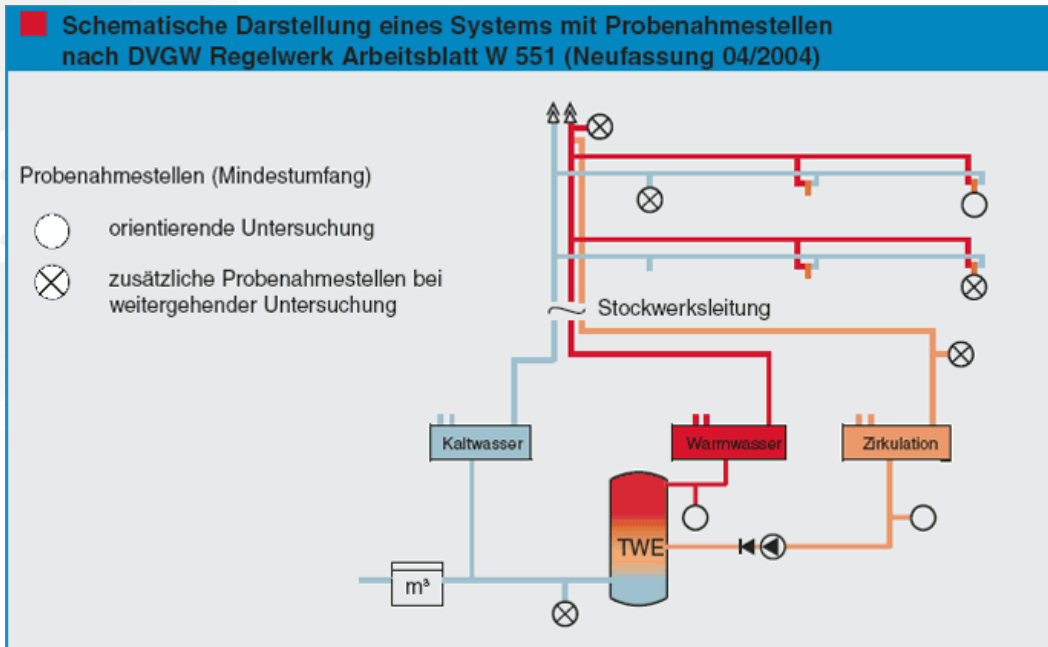 Schematische Darstellung eines Systems mit Probenahmestellen
nach DVGW Regelwerk Arbeitsblatt W 551 (Neufassung 04/2004)
Probenahmestellen (Mindestumfang)
orientierende Untersuchung
zusätzliche Probenahmestellen bei
weitergehender Untersuchung
Stockwerksleitung
Kaltwasser
Warmwasser
Zirkulation
TWE
m³